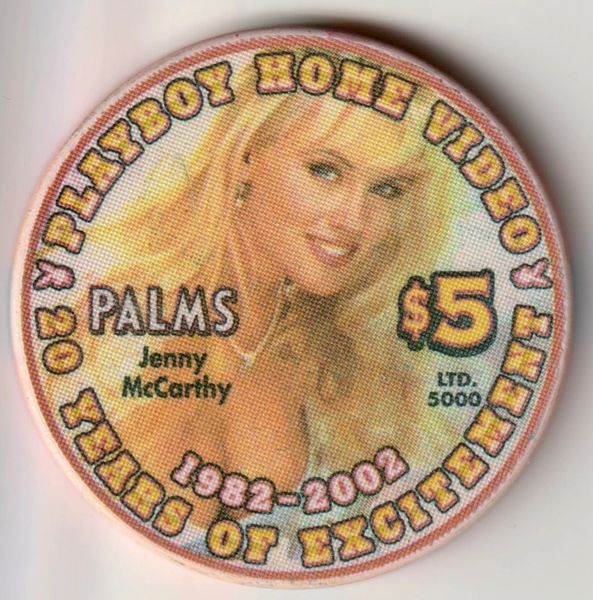 PLAYBOY HOME VIDEO
PALMS
$5
Jenny
McCarthy
LTD.
5000
1982-2002
20 YEARS OF EXCITEMENT